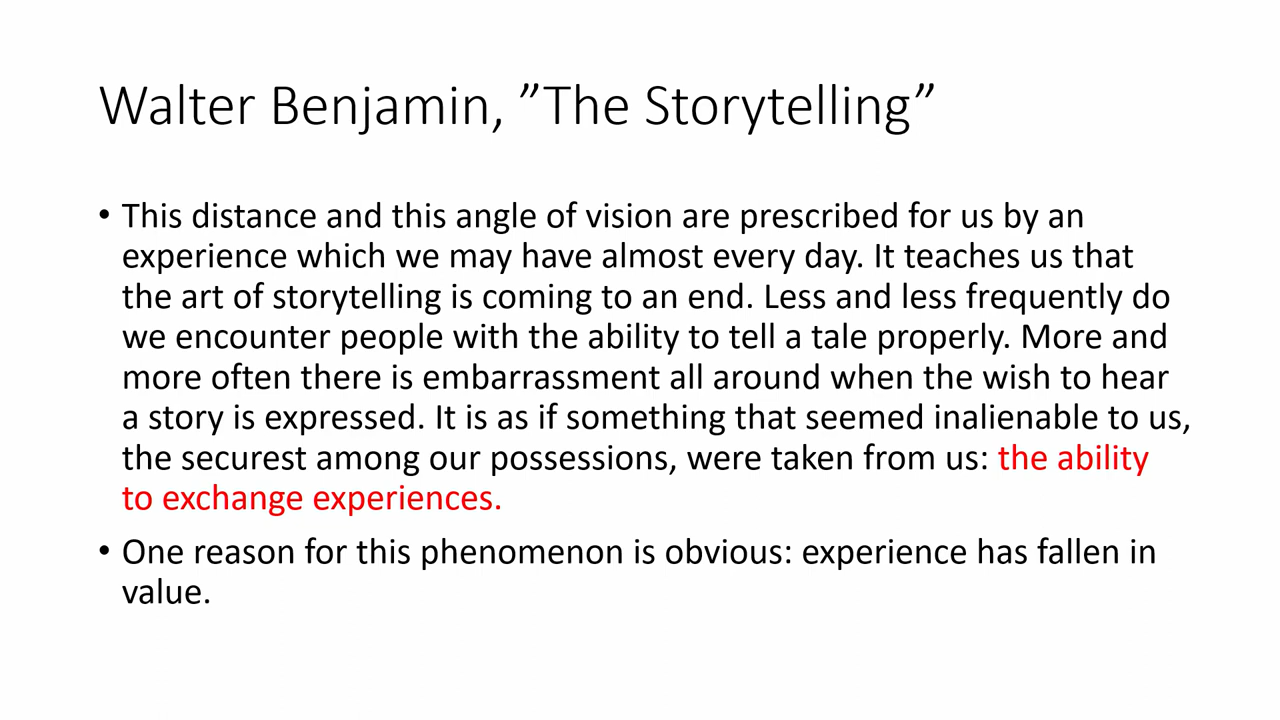 Walter Benjamin, ”The Storytelling”
• This distance and this angle of vision are prescribed for us by an
experience which we may have almost every day. It teaches us that
the art of storytelling is coming to an end. Less and less frequently do
we encounter people with the ability to tell a tale properly. More and
more often there is embarrassment all around when the wish to hear
a story is expressed. It is as if something that seemed inalienable to us,
the securest among our possessions, were taken from us: the ability
to exchange experiences.
• One reason for this phenomenon is obvious: experience has fallen in
value.